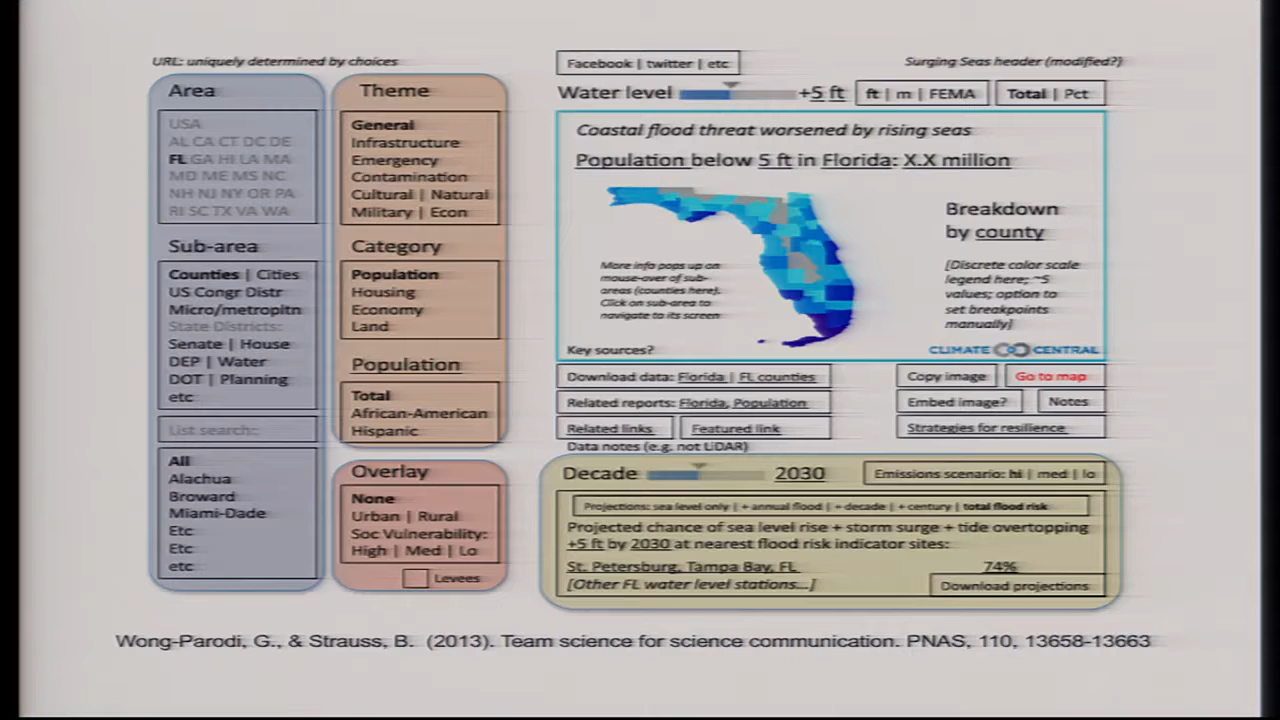 URL: uniquely determined by choices
Area
USA
AL CA CT DC DE
FL GA HI LA MA
MD ME MS NC
NH NJ NY OR PA
RI SC TX VA WA
Sub-area
Counties | Cities
US Congr Distr
Micro/metropltn
State Districts:
Senate | House
DEP | Water
DOT | Planning
etc
List search:
All
Alachua
Broward
Miami-Dade
Etc
Etc
etc
Theme
General
Infrastructure
Emergency
Contamination
Cultural | Natural
Military | Econ
Category
Population
Housing
Economy
Land
Population
Total
African-American
Hispanic
Overlay
None
Urban | Rural
Soc Vulnerability:
High | Med | Lo
Levees
Facebook | twitter | etc
Surging Seas header (modified?)
Water level +5 ft
ft | m | FEMA
Total | Pct
Coastal flood threat worsened by rising seas
Population below 5 ft in Florida: X.X million
More info pops up on
mouse-over of sub-
areas (counties here).
Click on sub-area to
navigate to its screen
Breakdown
by county
[Discrete color scale
legend here; ~5
values; option to
set breakpoints
manually]
Key sources?
CLIMATE CENTRAL
Download data: Florida | FL counties
Copy image
Go to map
Related reports: Florida, Population
Embed image?
Notes
Related links
Featured link
Strategies for resilience
Data notes (e.g. not LiDAR)
Decade 2030
Emissions scenario: hi | med | lo
Projections: sea level only | + annual flood | + decade | + century | total flood risk
Projected chance of sea level rise + storm surge + tide overtopping
+5 ft by 2030 at nearest flood risk indicator sites:
St. Petersburg, Tampa Bay, FL 74%
[Other FL water level stations...]
Download projections
Wong-Parodi, G., & Strauss, B. (2013). Team science for science communication. PNAS, 110, 13658-13663